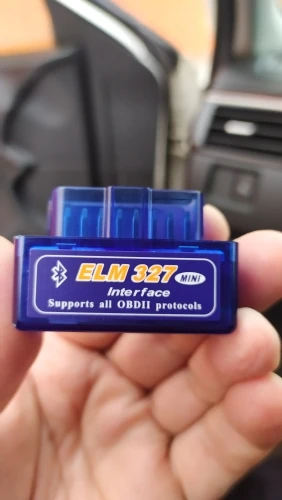 ELM 327 MINI
Interface
Supports all OBDII protocols